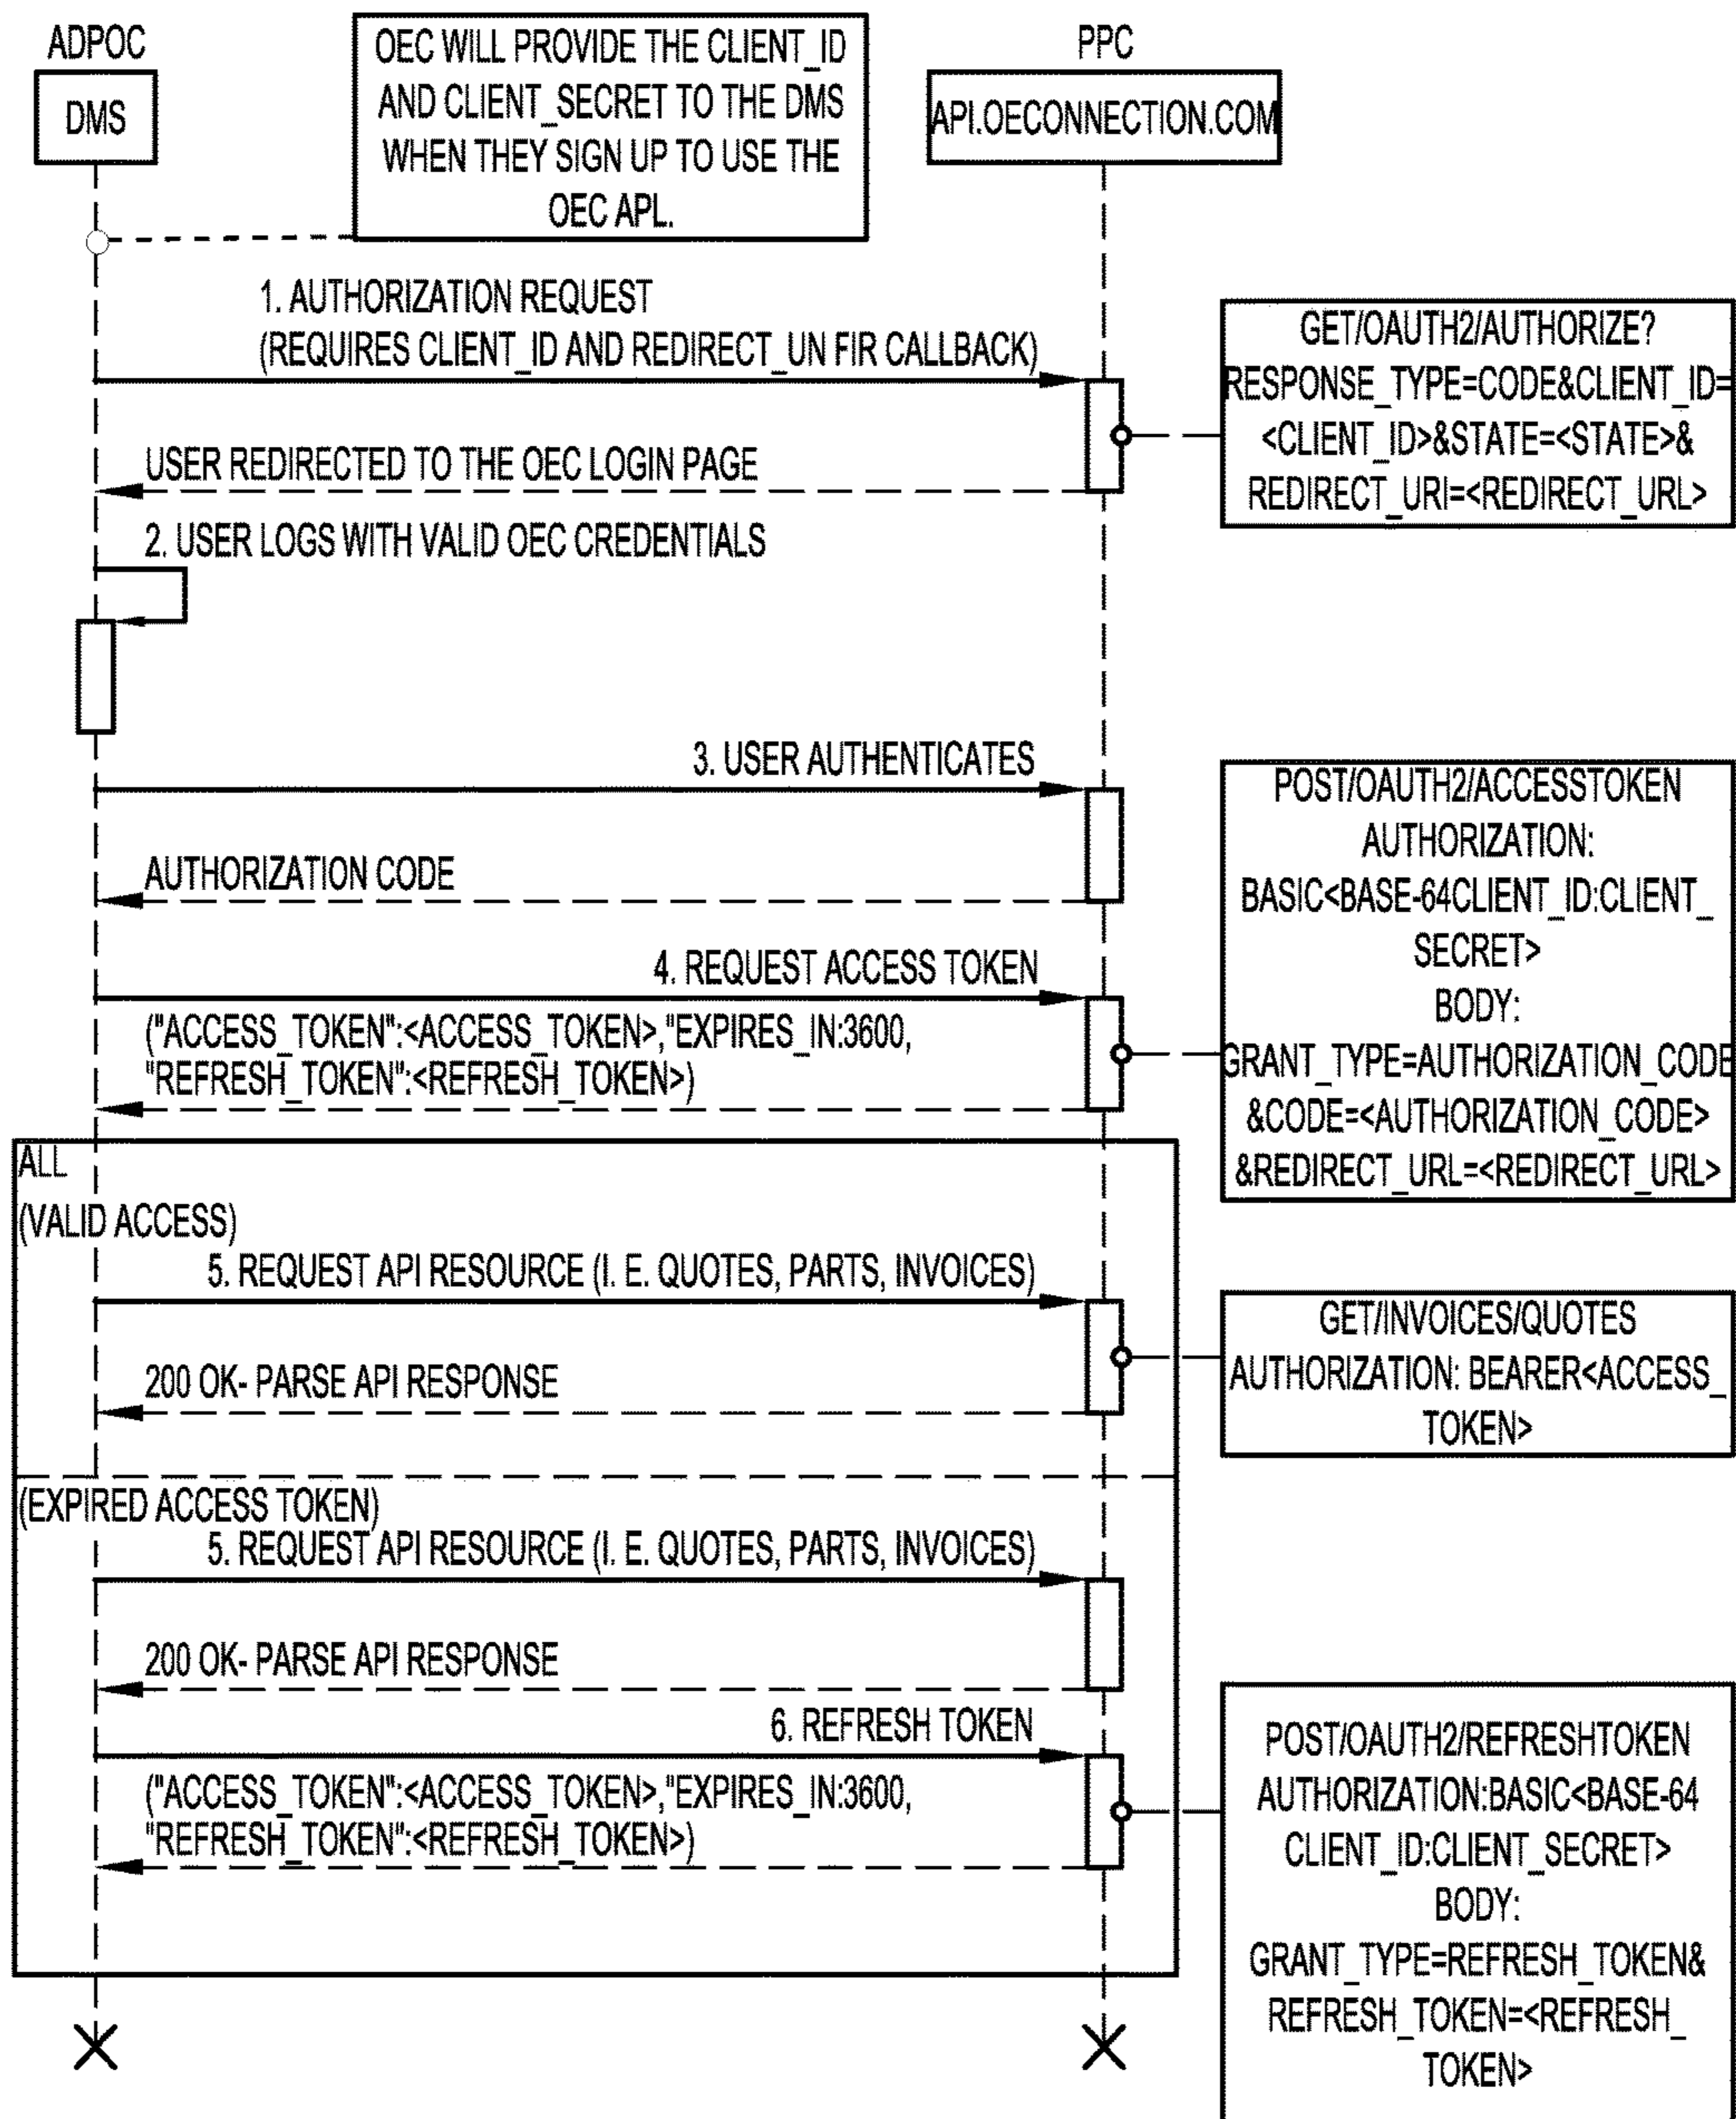 ADPOC
DMS
OEC WILL PROVIDE THE CLIENT_ID
AND CLIENT_SECRET TO THE DMS
WHEN THEY SIGN UP TO USE THE
OEC APL.
PPC
API.OECONNECTION.COM
1. AUTHORIZATION REQUEST
(REQUIRES CLIENT_ID AND REDIRECT_UN FIR CALLBACK)
GET/OAUTH2/AUTHORIZE?
RESPONSE_TYPE=CODE&CLIENT_ID=
<CLIENT_ID>&STATE=<STATE>&
REDIRECT_URI=<REDIRECT_URL>
USER REDIRECTED TO THE OEC LOGIN PAGE
2. USER LOGS WITH VALID OEC CREDENTIALS
3. USER AUTHENTICATES
AUTHORIZATION CODE
POST/OAUTH2/ACCESSTOKEN
AUTHORIZATION:
BASIC<BASE-64CLIENT_ID:CLIENT_
SECRET>
BODY:
GRANT_TYPE=AUTHORIZATION_CODE
&CODE=<AUTHORIZATION_CODE>
&REDIRECT_URL=<REDIRECT_URL>
4. REQUEST ACCESS TOKEN
("ACCESS_TOKEN":<ACCESS_TOKEN>,"EXPIRES_IN:3600,
"REFRESH_TOKEN":<REFRESH_TOKEN>)
ALL
(VALID ACCESS)
5. REQUEST API RESOURCE (I. E. QUOTES, PARTS, INVOICES)
200 OK- PARSE API RESPONSE
GET/INVOICES/QUOTES
AUTHORIZATION: BEARER<ACCESS_
TOKEN>
(EXPIRED ACCESS TOKEN)
5. REQUEST API RESOURCE (I. E. QUOTES, PARTS, INVOICES)
200 OK- PARSE API RESPONSE
6. REFRESH TOKEN
("ACCESS_TOKEN":<ACCESS_TOKEN>,"EXPIRES_IN:3600,
"REFRESH_TOKEN":<REFRESH_TOKEN>)
POST/OAUTH2/REFRESHTOKEN
AUTHORIZATION:BASIC<BASE-64
CLIENT_ID:CLIENT_SECRET>
BODY:
GRANT_TYPE=REFRESH_TOKEN&
REFRESH_TOKEN=<REFRESH_
TOKEN>